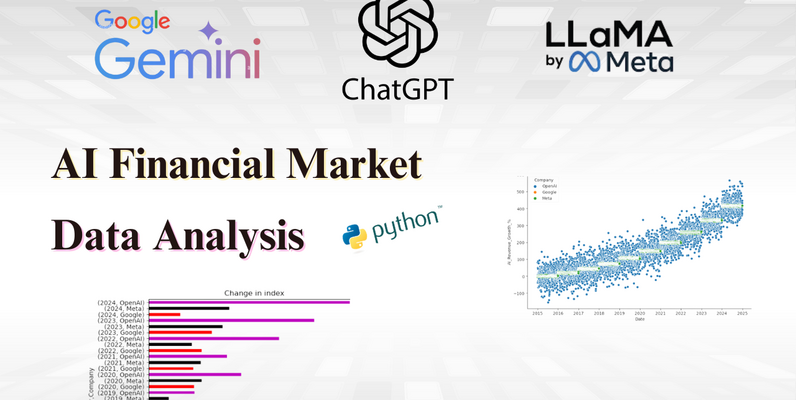 Google
Gemini
ChatGPT
LLaMA
by Meta
AI Financial Market
Data Analysis
python™
Company
OpenAI
Google
Meta
500
400
300
200
100
0
−100
AI_Revenue_Growth_%
2015 2016 2017 2018 2019 2020 2021 2022 2023 2024 2025
Date
Change in index
(2024, OpenAI)
(2024, Meta)
(2024, Google)
(2023, OpenAI)
(2023, Meta)
(2023, Google)
(2022, OpenAI)
(2022, Meta)
(2022, Google)
(2021, OpenAI)
(2021, Meta)
(2021, Google)
(2020, OpenAI)
(2020, Meta)
(2020, Google)
(2019, OpenAI)
(2019, Meta)
Company